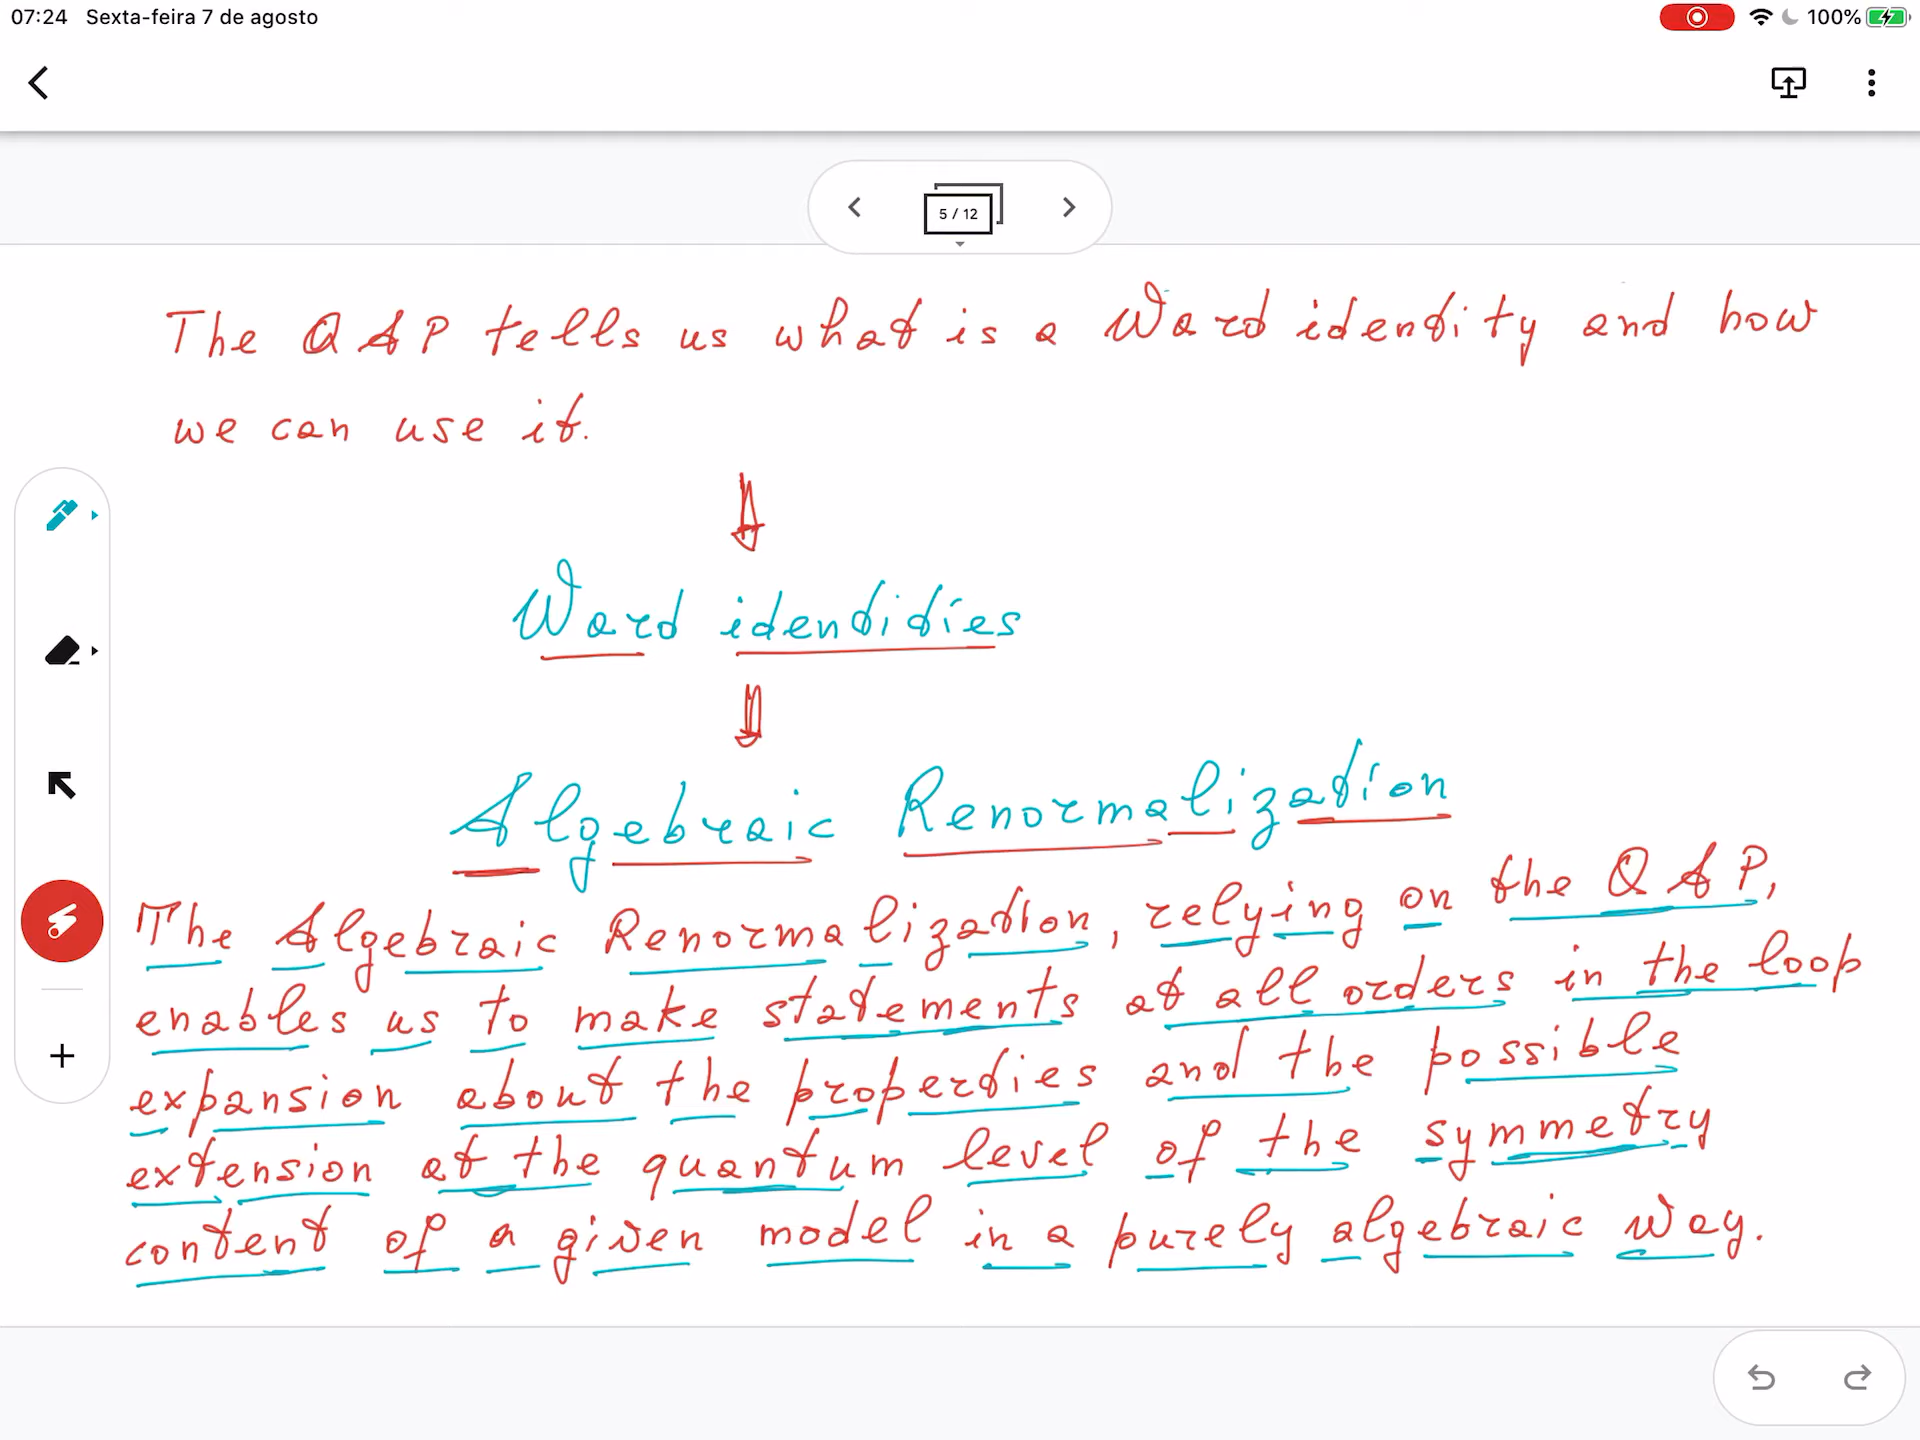 07:24 Sexta-feira 7 de agosto
100%
5 / 12
The QAP tells us what is a Ward identity and how
we can use it.
Ward identities
Algebraic Renormalization
The Algebraic Renormalization, relying on the QAP,
enables us to make statements at all orders in the loop
expansion about the properties and the possible
extension at the quantum level of the symmetry
content of a given model in a purely algebraic way.